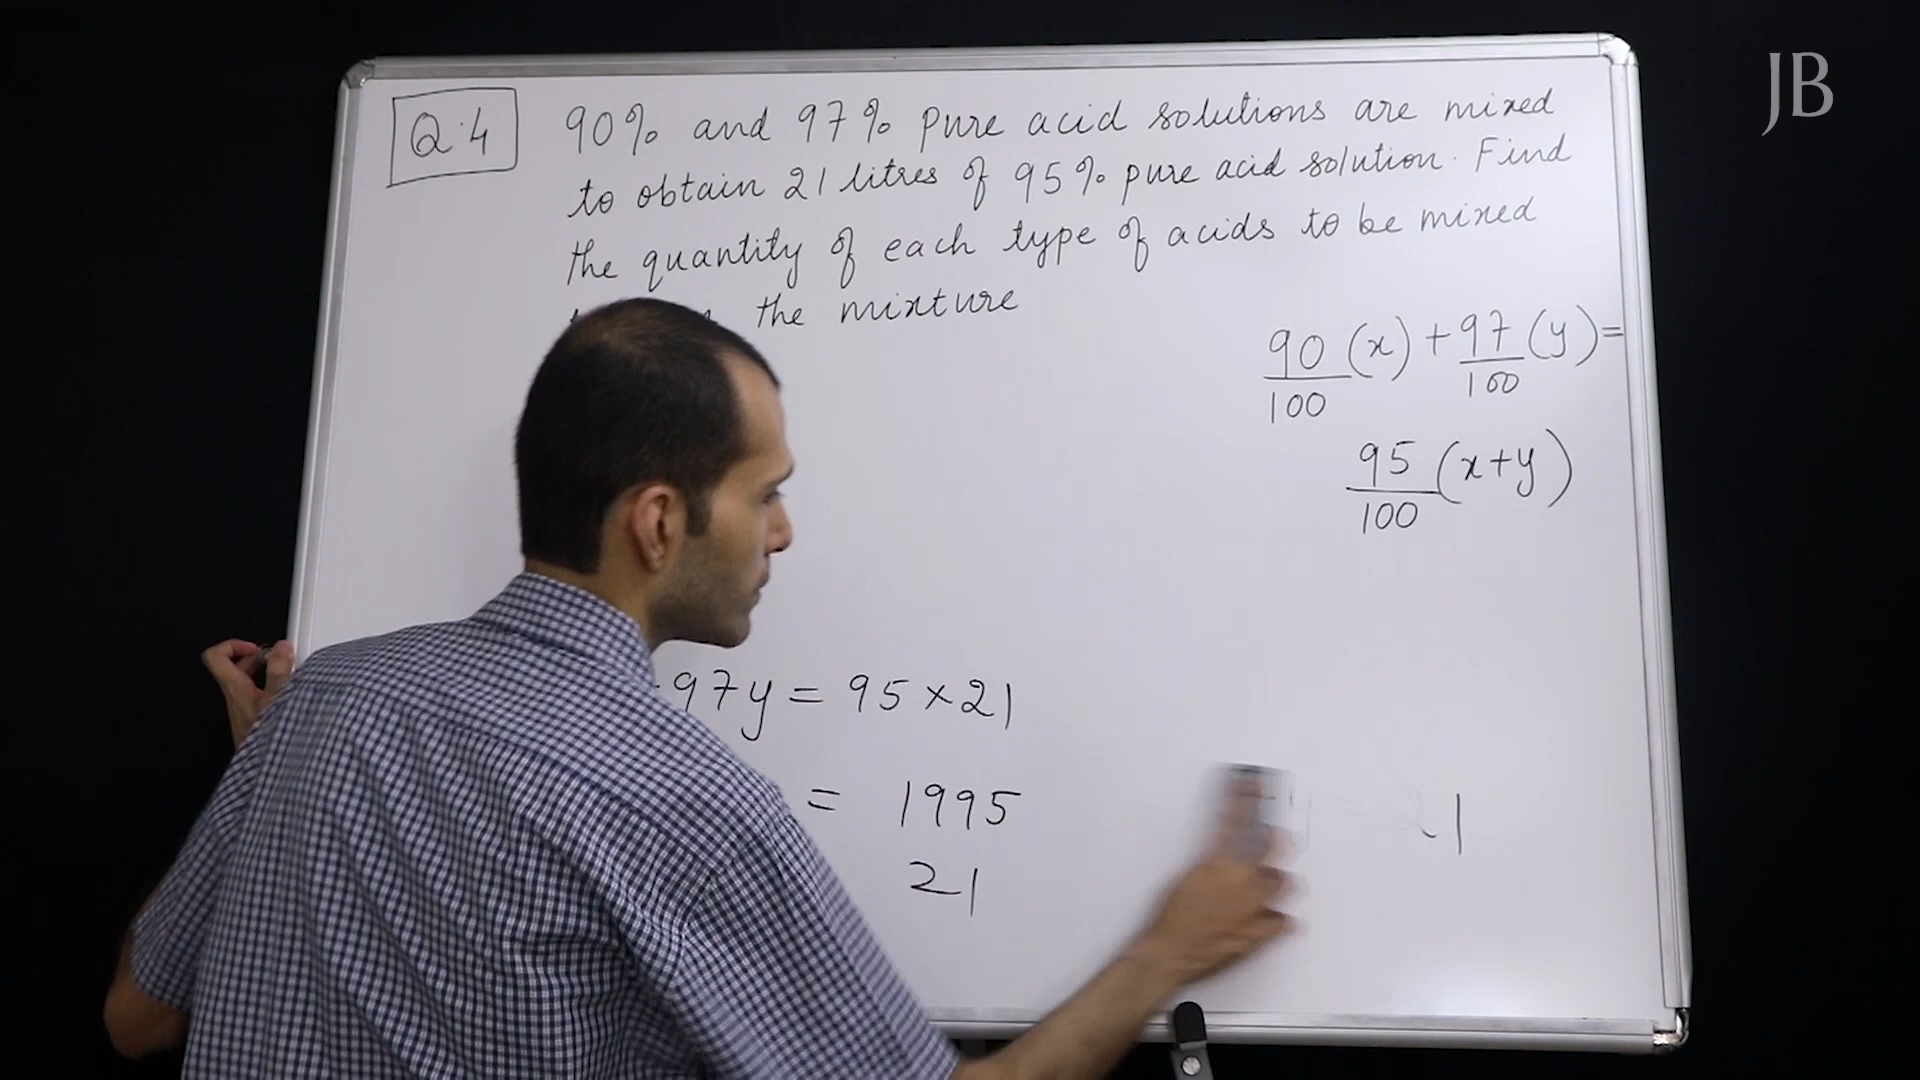 JB
Q.4
90% and 97% pure acid solutions are mixed
to obtain 21 litres of 95% pure acid solution. Find
the quantity of each type of acids to be mixed
the mixture
90/100 (x) + 97/100 (y) =
95/100 (x+y)
97y = 95 × 21
= 1995
21
21